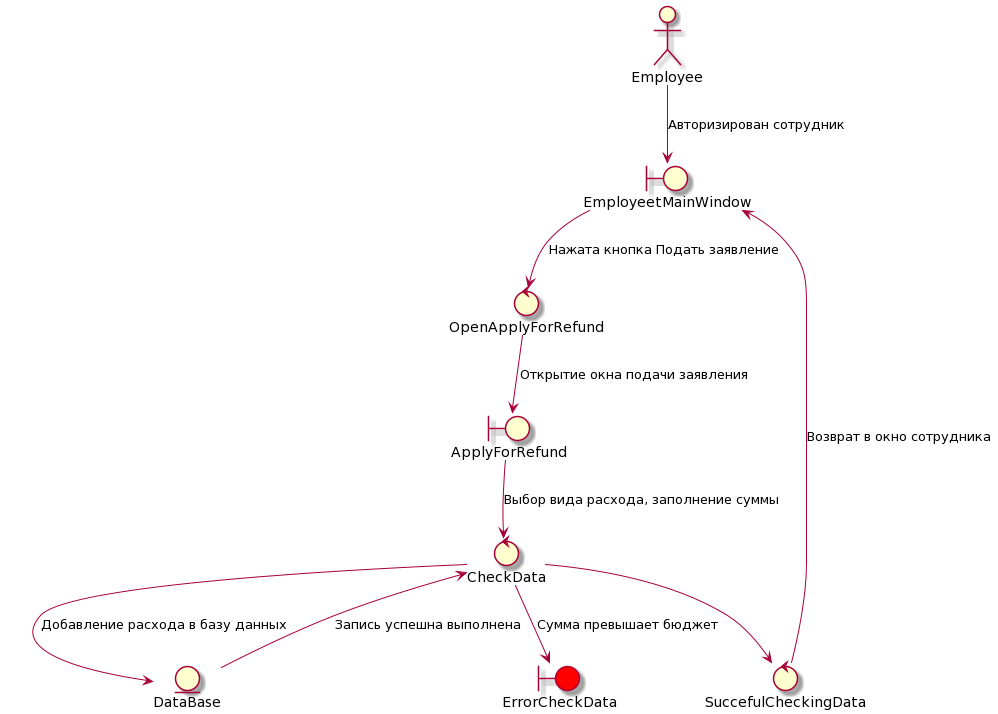 Employee
Авторизирован сотрудник
EmployeetMainWindow
Нажата кнопка Подать заявление
OpenApplyForRefund
Открытие окна подачи заявления
Возврат в окно сотрудника
ApplyForRefund
Выбор вида расхода, заполнение суммы
CheckData
Добавление расхода в базу данных
Запись успешна выполнена
Сумма превышает бюджет
DataBase
ErrorCheckData
SuccefulCheckingData